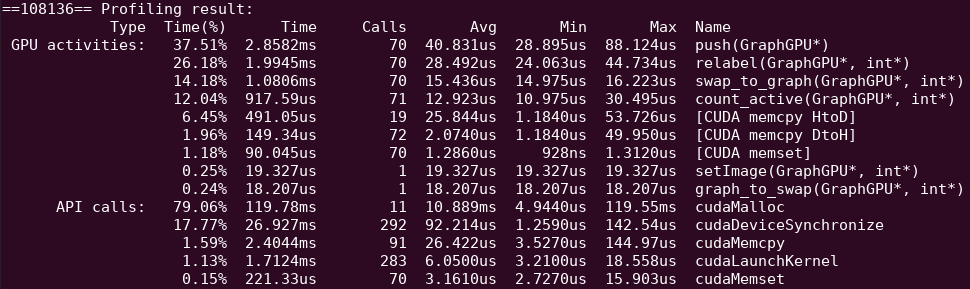 ==108136== Profiling result:
Type  Time(%)  Time  Calls  Avg  Min  Max  Name
GPU activities:  37.51%  2.8582ms  70  40.831us  28.895us  88.124us  push(GraphGPU*)
26.18%  1.9945ms  70  28.492us  24.063us  44.734us  relabel(GraphGPU*, int*)
14.18%  1.0806ms  70  15.436us  14.975us  16.223us  swap_to_graph(GraphGPU*, int*)
12.04%  917.59us  71  12.923us  10.975us  30.495us  count_active(GraphGPU*, int*)
6.45%  491.05us  19  25.844us  1.1840us  53.726us  [CUDA memcpy HtoD]
1.96%  149.34us  72  2.0740us  1.1840us  49.950us  [CUDA memcpy DtoH]
1.18%  90.045us  70  1.2860us  928ns  1.3120us  [CUDA memset]
0.25%  19.327us  1  19.327us  19.327us  19.327us  setImage(GraphGPU*, int*)
0.24%  18.207us  1  18.207us  18.207us  18.207us  graph_to_swap(GraphGPU*, int*)
API calls:  79.06%  119.78ms  11  10.889ms  4.9440us  119.55ms  cudaMalloc
17.77%  26.927ms  292  92.214us  1.2590us  142.54us  cudaDeviceSynchronize
1.59%  2.4044ms  91  26.422us  3.5270us  144.97us  cudaMemcpy
1.13%  1.7124ms  283  6.0500us  3.2100us  18.558us  cudaLaunchKernel
0.15%  221.33us  70  3.1610us  2.7270us  15.903us  cudaMemset